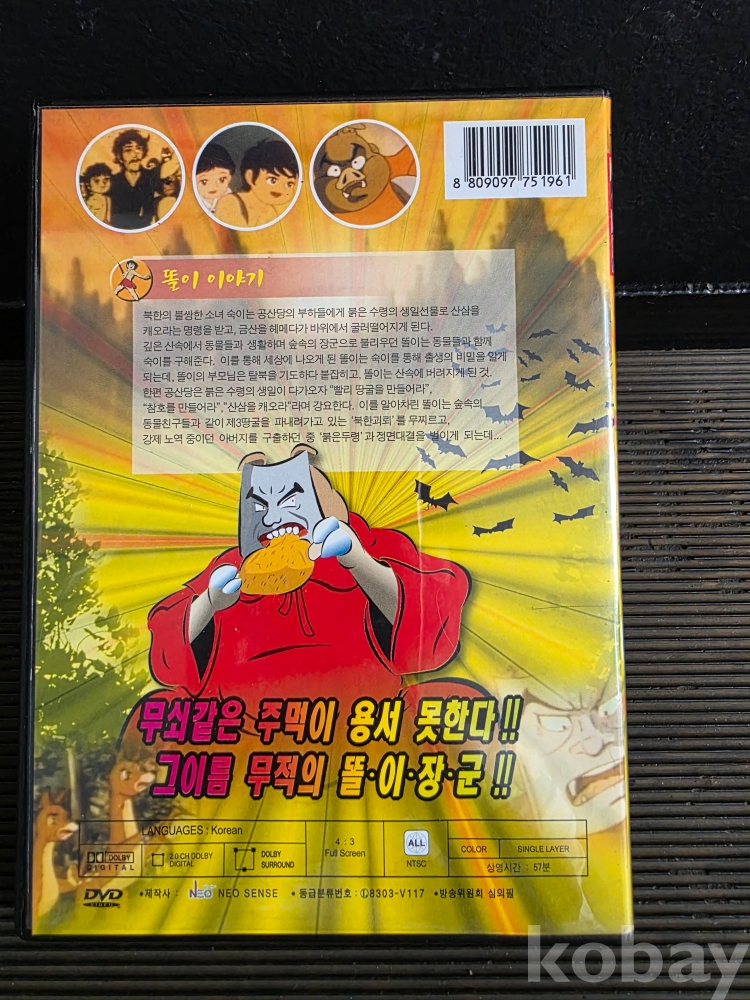 8 809097 751961
똘이 이야기
북한의 불쌍한 소녀 숙이는 공산당의 부하들에게 붉은 수령의 생일선물로 산삼을
캐오라는 명령을 받고, 금산을 헤메다가 바위에서 굴러떨어지게 된다.
깊은 산속에서 동물들과 생활하며 숲속의 장군으로 불리우던 똘이는 동물들과 함께
숙이를 구해준다. 이를 통해 세상에 나오게 된 똘이는 숙이를 통해 출생의 비밀을 알게
되는데, 똘이의 부모님은 탈북을 기도하다 붙잡히고, 똘이는 산속에 버려지게 된 것.
한편 공산당은 붉은 수령의 생일이 다가오자 "빨리 땅굴을 만들어라",
"참호를 만들어라","산삼을 캐오리"라며 강요한다. 이를 알아차린 똘이는 숲속의
동물친구들과 같이 제3땅굴을 파내려가고 있는 '북한괴뢰'를 무찌르고,
강제 노역 중이던 아버지를 구출하던 중 '붉은두령'과 정면대결을 벌이게 되는데...
무쇠같은 주먹이 용서 못한다!!
그이름 무적의 똘·이·장·군!!
LANGUAGES : Korean
DOLBY DIGITAL
2.0 CH DOLBY DIGITAL
DOLBY SURROUND
4 : 3 Full Screen
ALL NTSC
COLOR SINGLE LAYER
상영시간 : 57분
DVD VIDEO •제작사 : NEO NEO SENSE •등급분류번호 : ⓛ8303-V117 •방송위원회 심의필
kobay